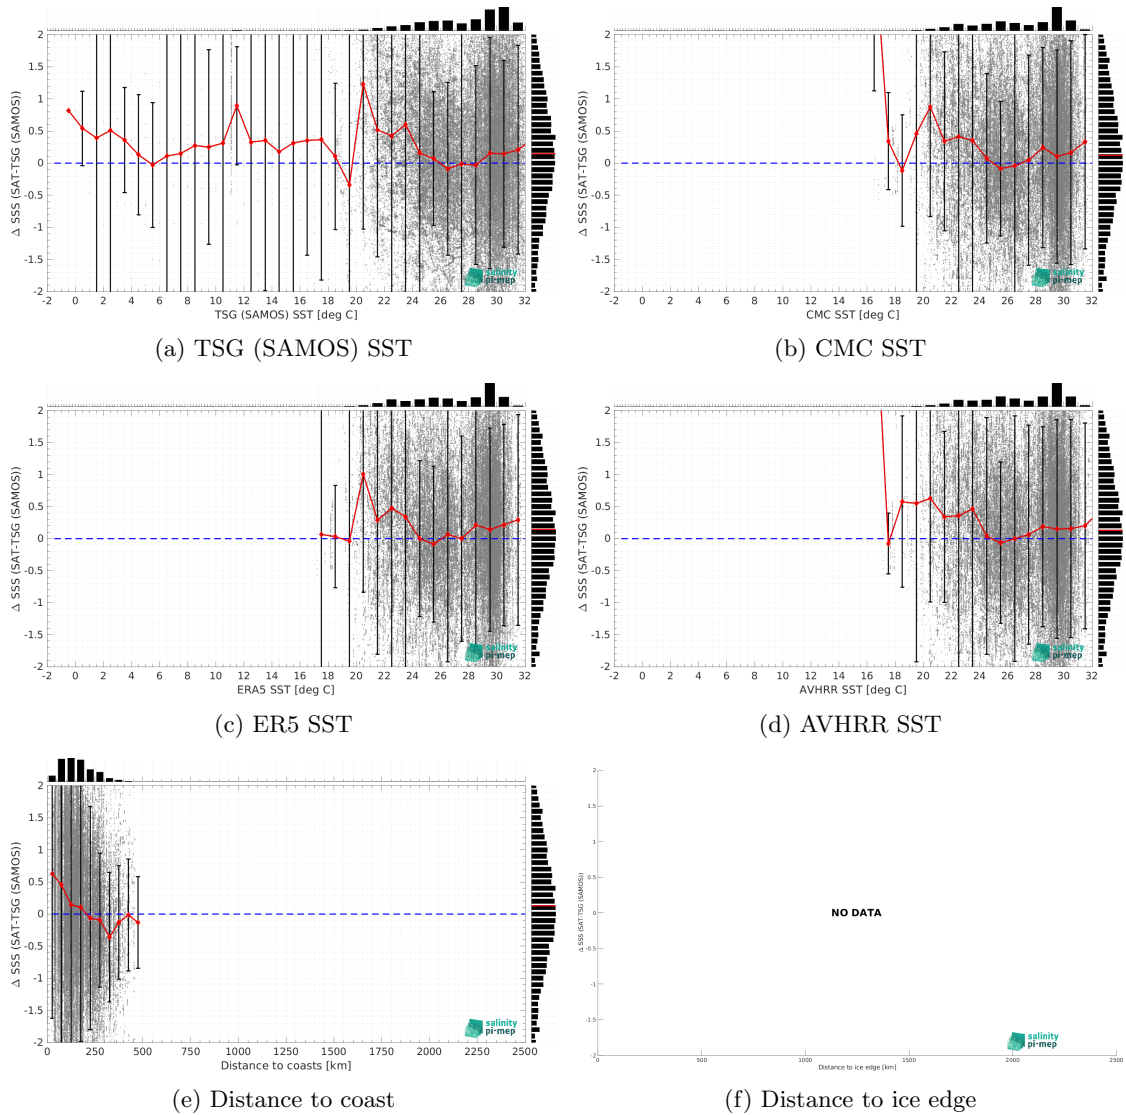 2
1.5
1
0.5
0
-0.5
-1
-1.5
-2
Δ SSS (SAT-TSG (SAMOS))
salinity
pi-mep
-2 0 2 4 6 8 10 12 14 16 18 20 22 24 26 28 30 32
TSG (SAMOS) SST [deg C]
(a) TSG (SAMOS) SST
2
1.5
1
0.5
0
-0.5
-1
-1.5
-2
Δ SSS (SAT-TSG (SAMOS))
salinity
pi-mep
-2 0 2 4 6 8 10 12 14 16 18 20 22 24 26 28 30 32
CMC SST [deg C]
(b) CMC SST
2
1.5
1
0.5
0
-0.5
-1
-1.5
-2
Δ SSS (SAT-TSG (SAMOS))
salinity
pi-mep
-2 0 2 4 6 8 10 12 14 16 18 20 22 24 26 28 30 32
ERA5 SST [deg C]
(c) ER5 SST
2
1.5
1
0.5
0
-0.5
-1
-1.5
-2
Δ SSS (SAT-TSG (SAMOS))
salinity
pi-mep
-2 0 2 4 6 8 10 12 14 16 18 20 22 24 26 28 30 32
AVHRR SST [deg C]
(d) AVHRR SST
2
1.5
1
0.5
0
-0.5
-1
-1.5
-2
Δ SSS (SAT-TSG (SAMOS))
salinity
pi-mep
0 250 500 750 1000 1250 1500 1750 2000 2250 2500
Distance to coasts [km]
(e) Distance to coast
2
1.5
1
0.5
0
-0.5
-1
-1.5
-2
Δ SSS (SAT-TSG (SAMOS))
NO DATA
salinity
pi-mep
0 500 1000 1500 2000 2500
Distance to ice edge [km]
(f) Distance to ice edge